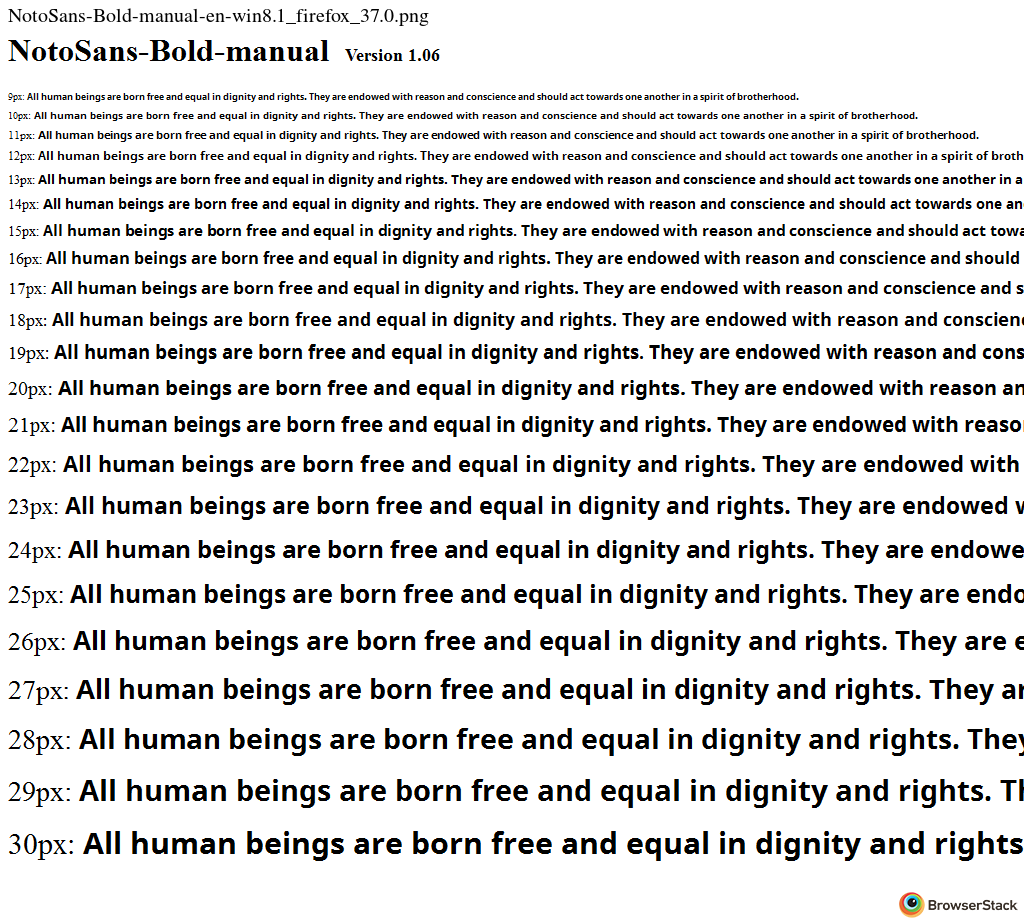 NotoSans-Bold-manual-en-win8.1_firefox_37.0.png
NotoSans-Bold-manual Version 1.06
9px: All human beings are born free and equal in dignity and rights. They are endowed with reason and conscience and should act towards one another in a spirit of brotherhood.
10px: All human beings are born free and equal in dignity and rights. They are endowed with reason and conscience and should act towards one another in a spirit of brotherhood.
11px: All human beings are born free and equal in dignity and rights. They are endowed with reason and conscience and should act towards one another in a spirit of brotherhood.
12px: All human beings are born free and equal in dignity and rights. They are endowed with reason and conscience and should act towards one another in a spirit of broth
13px: All human beings are born free and equal in dignity and rights. They are endowed with reason and conscience and should act towards one another in a
14px: All human beings are born free and equal in dignity and rights. They are endowed with reason and conscience and should act towards one an
15px: All human beings are born free and equal in dignity and rights. They are endowed with reason and conscience and should act towa
16px: All human beings are born free and equal in dignity and rights. They are endowed with reason and conscience and should
17px: All human beings are born free and equal in dignity and rights. They are endowed with reason and conscience and s
18px: All human beings are born free and equal in dignity and rights. They are endowed with reason and conscien
19px: All human beings are born free and equal in dignity and rights. They are endowed with reason and cons
20px: All human beings are born free and equal in dignity and rights. They are endowed with reason an
21px: All human beings are born free and equal in dignity and rights. They are endowed with reaso
22px: All human beings are born free and equal in dignity and rights. They are endowed with
23px: All human beings are born free and equal in dignity and rights. They are endowed w
24px: All human beings are born free and equal in dignity and rights. They are endowe
25px: All human beings are born free and equal in dignity and rights. They are endo
26px: All human beings are born free and equal in dignity and rights. They are e
27px: All human beings are born free and equal in dignity and rights. They ar
28px: All human beings are born free and equal in dignity and rights. They
29px: All human beings are born free and equal in dignity and rights. Th
30px: All human beings are born free and equal in dignity and rights
BrowserStack